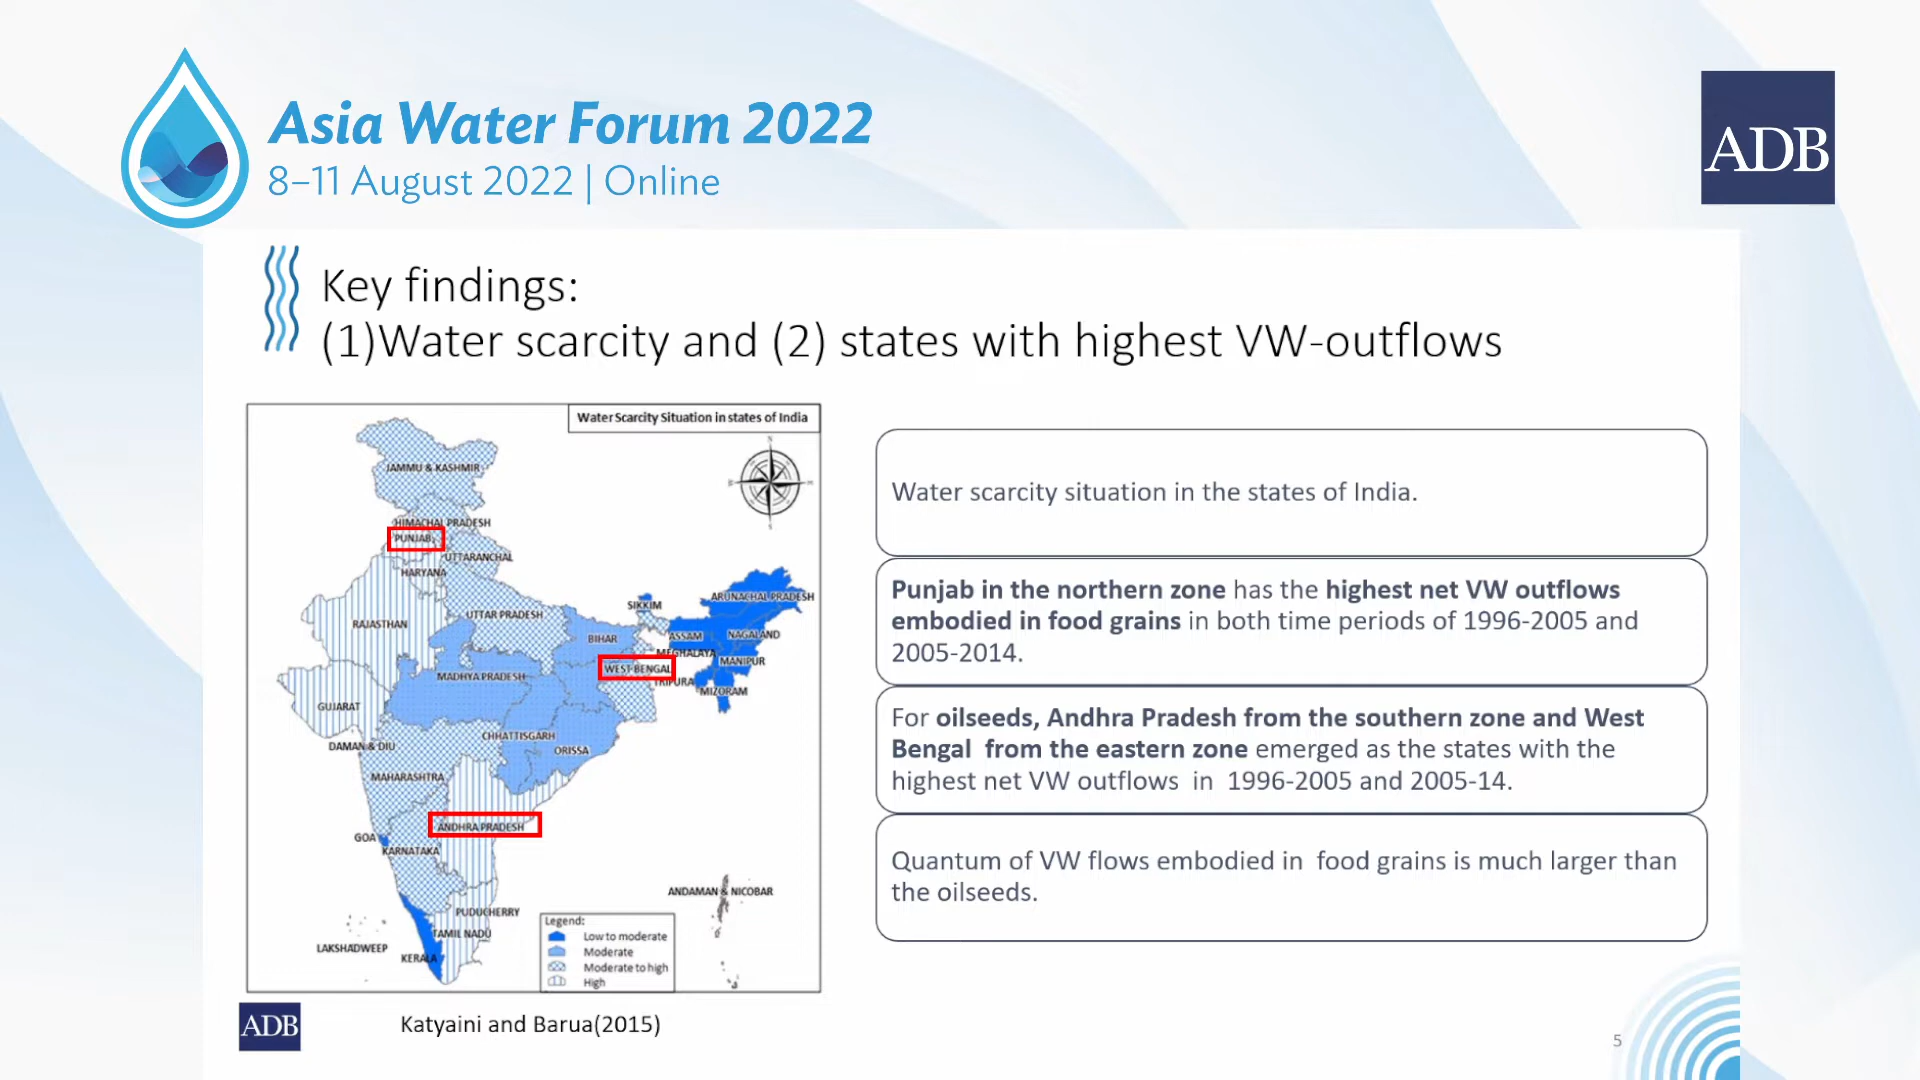 Asia Water Forum 2022
8–11 August 2022 | Online
ADB
Key findings:
(1)Water scarcity and (2) states with highest VW-outflows
Water Scarcity Situation in states of India
N
JAMMU & KASHMIR
HIMACHAL PRADESH
PUNJAB
UTTARANCHAL
HARYANA
RAJASTHAN
UTTAR PRADESH
SIKKIM
ARUNACHAL PRADESH
BIHAR
ASSAM
NAGALAND
MEGHALAYA
MANIPUR
WEST BENGAL
TRIPURA
MIZORAM
MADHYA PRADESH
GUJARAT
CHHATTISGARH
DAMAN & DIU
ORISSA
MAHARASHTRA
ANDHRA PRADESH
GOA
KARNATAKA
ANDAMAN & NICOBAR
PUDUCHERRY
TAMIL NADU
LAKSHADWEEP
KERALA
Legend:
Low to moderate
Moderate
Moderate to high
High
Water scarcity situation in the states of India.
Punjab in the northern zone has the highest net VW outflows
embodied in food grains in both time periods of 1996-2005 and
2005-2014.
For oilseeds, Andhra Pradesh from the southern zone and West
Bengal  from the eastern zone emerged as the states with the
highest net VW outflows  in  1996-2005 and 2005-14.
Quantum of VW flows embodied in  food grains is much larger than
the oilseeds.
ADB
Katyaini and Barua(2015)
5